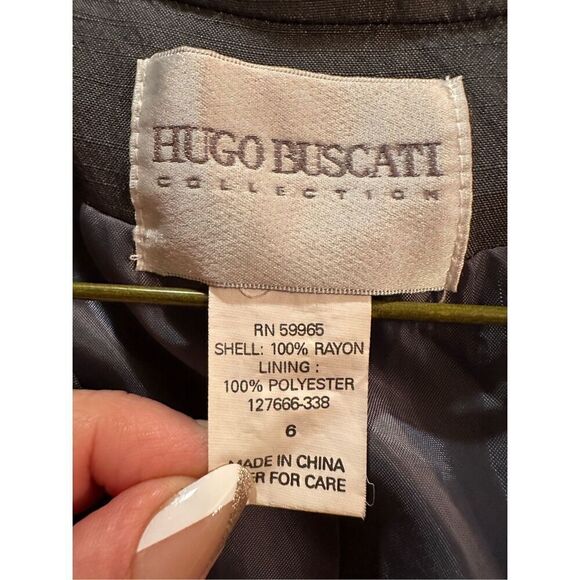 HUGO BUSCATI
COLLECTION
RN 59965
SHELL: 100% RAYON
LINING :
100% POLYESTER
127666-338
6
MADE IN CHINA
FOR CARE